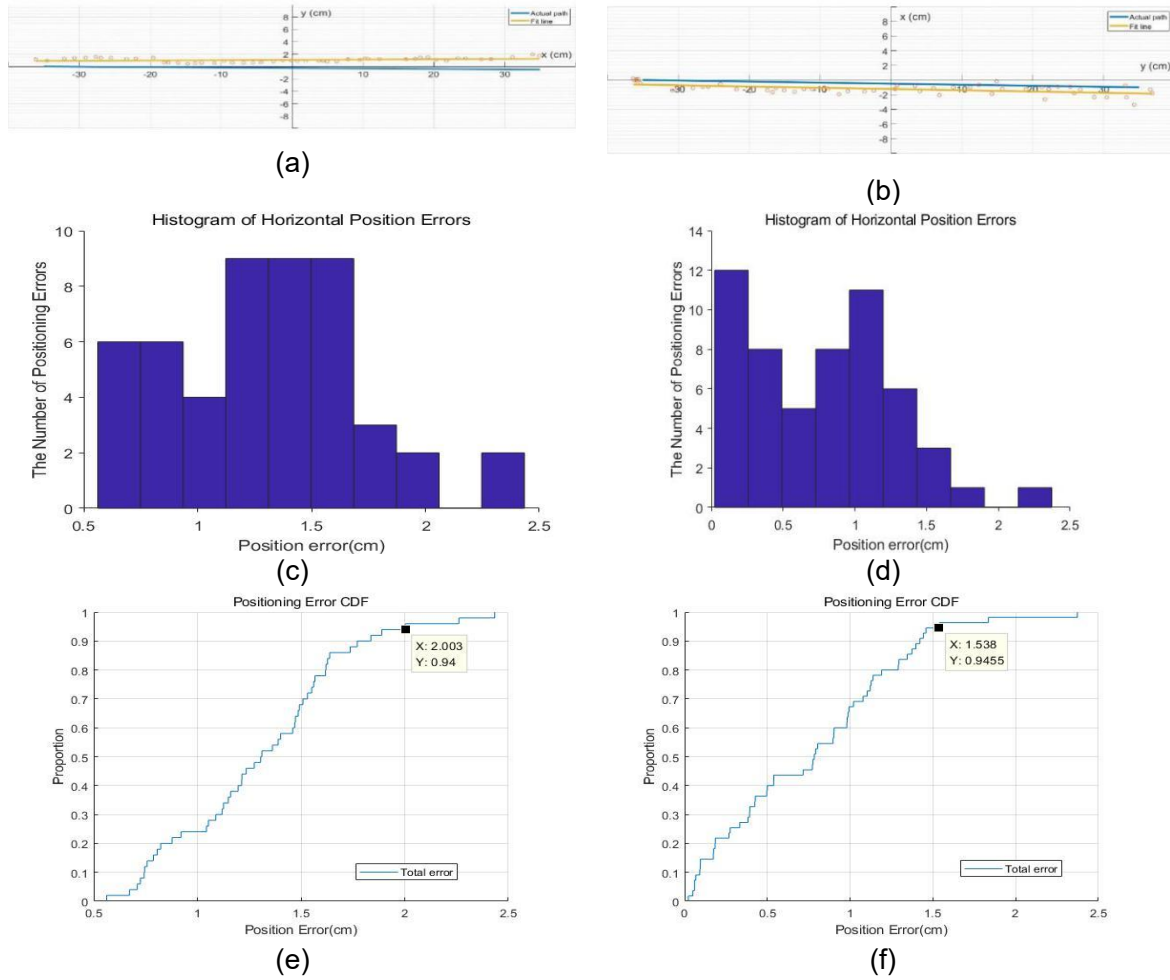 y (cm)
Actual path
Fit line
8
6
4
2
x (cm)
-30
-20
-10
10
20
30
-2
-4
-6
-8
(a)
x (cm)
Actual path
Fit line
8
6
4
2
y (cm)
-30
-20
-10
10
20
30
-2
-4
-6
-8
(b)
Histogram of Horizontal Position Errors
The Number of Positioning Errors
10
8
6
4
2
0
0.5 1 1.5 2 2.5
Position error(cm)
(c)
Histogram of Horizontal Position Errors
The Number of Positioning Errors
14
12
10
8
6
4
2
0
0 0.5 1 1.5 2 2.5
Position error(cm)
(d)
Positioning Error CDF
Proportion
1
0.9
0.8
0.7
0.6
0.5
0.4
0.3
0.2
0.1
0
X: 2.003
Y: 0.94
Total error
0.5 1 1.5 2 2.5
Position Error(cm)
(e)
Positioning Error CDF
Proportion
1
0.9
0.8
0.7
0.6
0.5
0.4
0.3
0.2
0.1
0
X: 1.538
Y: 0.9455
Total error
0 0.5 1 1.5 2 2.5
Position Error(cm)
(f)